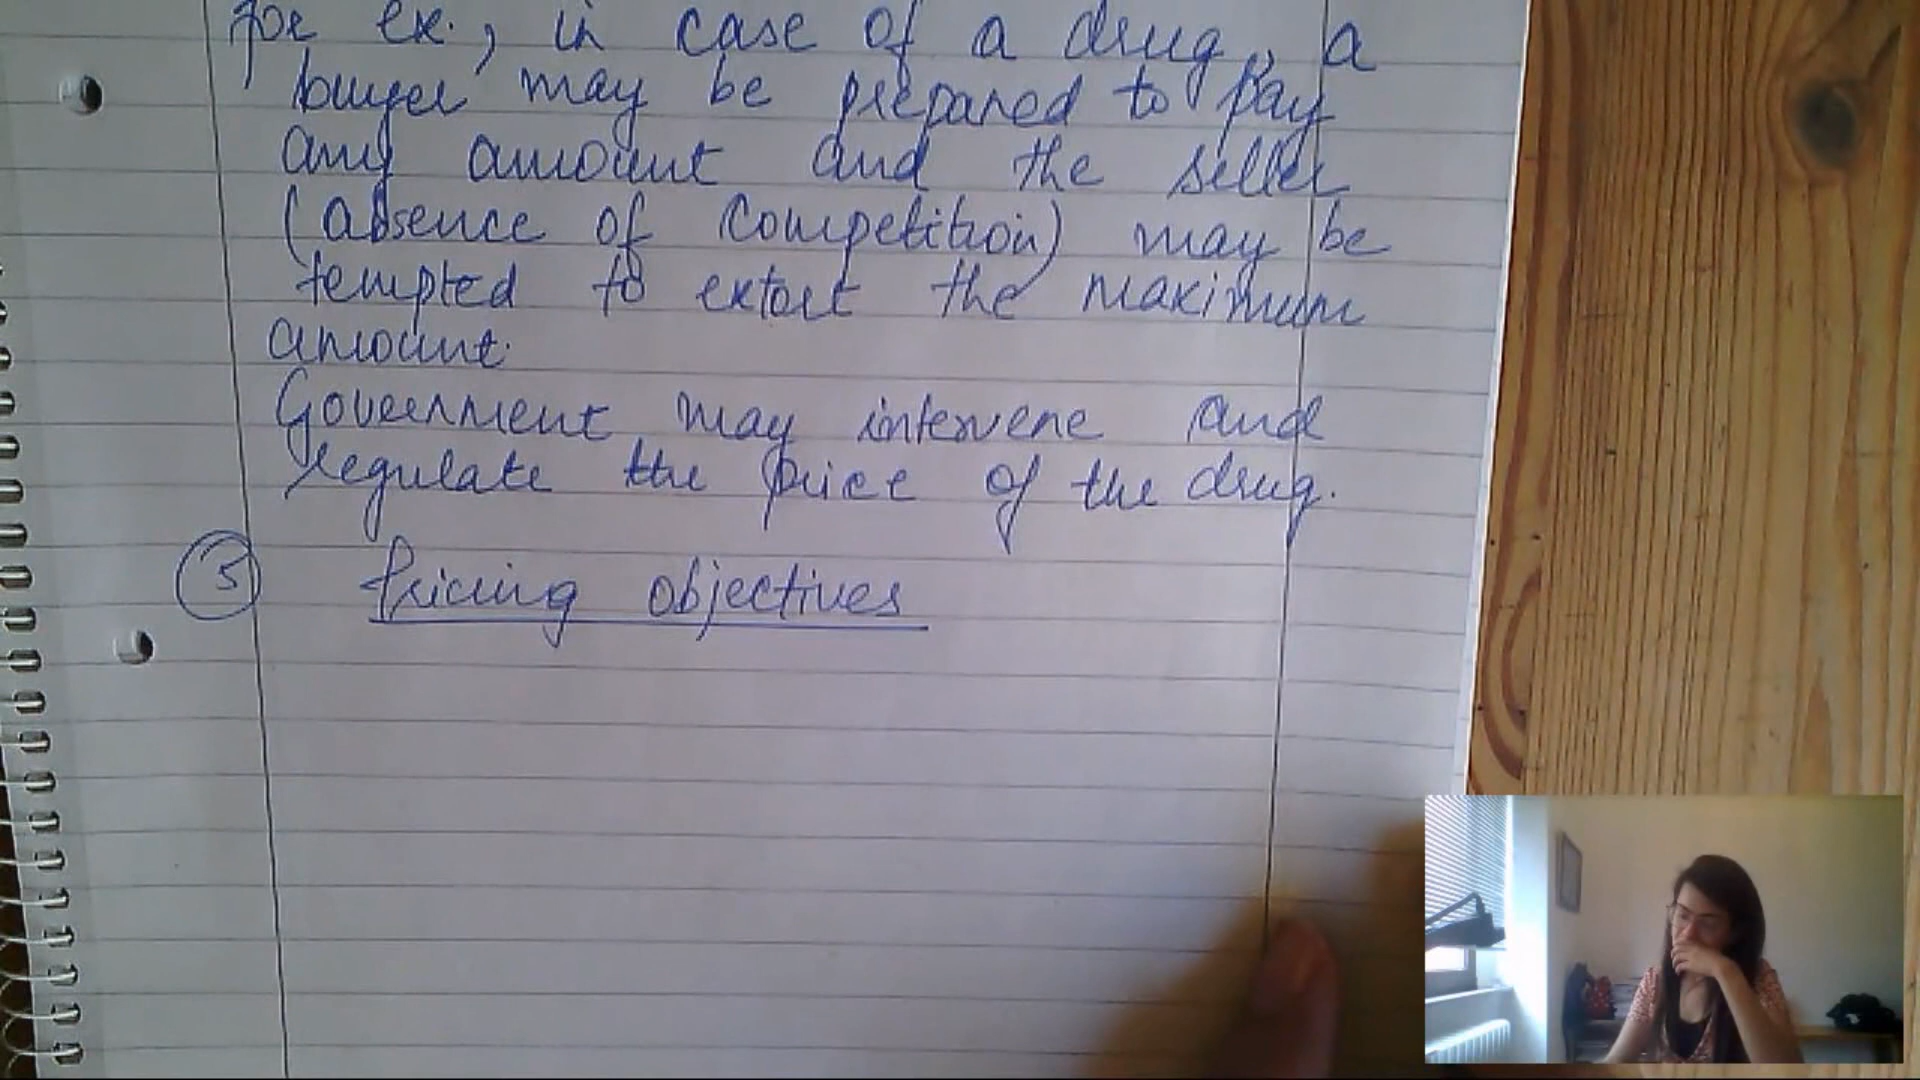 for ex., in case of a drug, a
buyer may be prepared to pay
any amount and the seller
(absence of competition) may be
tempted to extort the maximum
amount.
Government may intervene and
regulate the price of the drug.
5 Pricing objectives